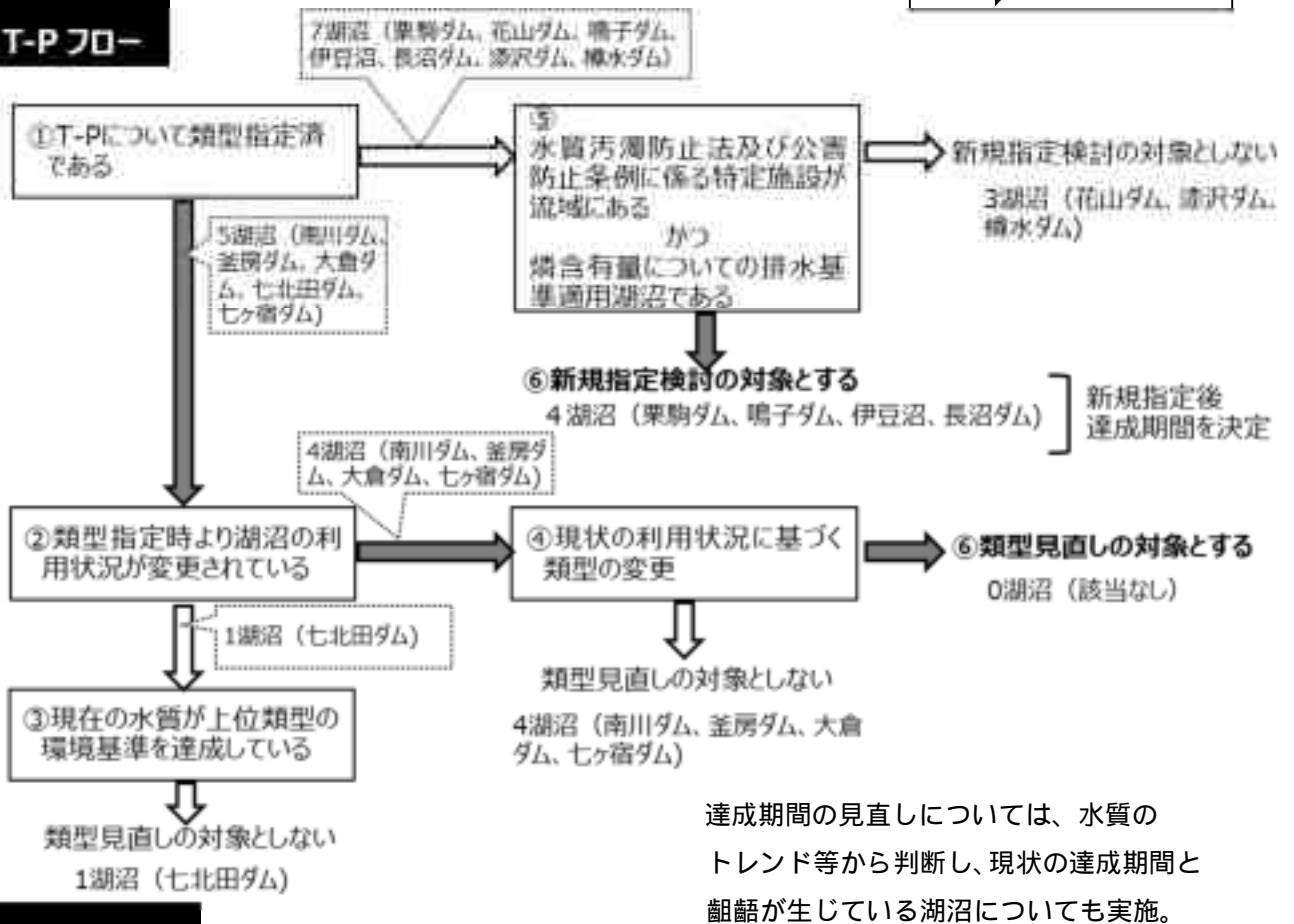 T-P フロー
7湖沼（栗駒ダム、花山ダム、鳴子ダム、
伊豆沼、長沼ダム、漆沢ダム、樽水ダム）
①T-Pについて類型指定済
である
⑤
水質汚濁防止法及び公害
防止条例に係る特定施設が
流域にある
かつ
燐含有量についての排水基
準適用湖沼である
新規指定検討の対象としない
3湖沼（花山ダム、漆沢ダム、
樽水ダム）
5湖沼（南川ダム、
釜房ダム、大倉ダ
ム、七北田ダム、
七ヶ宿ダム)
⑥新規指定検討の対象とする
4湖沼（栗駒ダム、鳴子ダム、伊豆沼、長沼ダム）
新規指定後
達成期間を決定
4湖沼（南川ダム、釜房ダ
ム、大倉ダム、七ヶ宿ダム)
②類型指定時より湖沼の利
用状況が変更されている
④現状の利用状況に基づく
類型の変更
⑥類型見直しの対象とする
0湖沼（該当なし）
1湖沼（七北田ダム)
類型見直しの対象としない
4湖沼（南川ダム、釜房ダム、大倉
ダム、七ヶ宿ダム)
③現在の水質が上位類型の
環境基準を達成している
類型見直しの対象としない
1湖沼（七北田ダム)
達成期間の見直しについては、水質の
トレンド等から判断し、現状の達成期間と
齟齬が生じている湖沼についても実施。